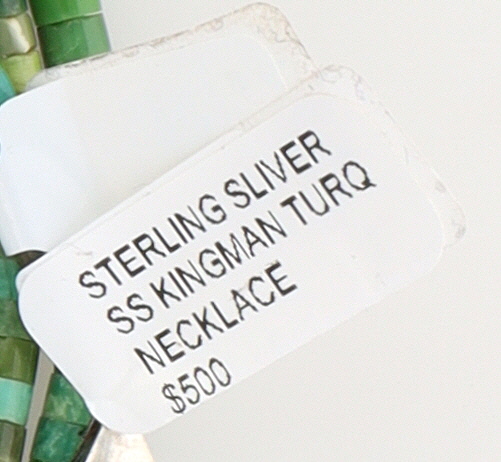 STERLING SLIVER
SS KINGMAN TURQ
NECKLACE
$500